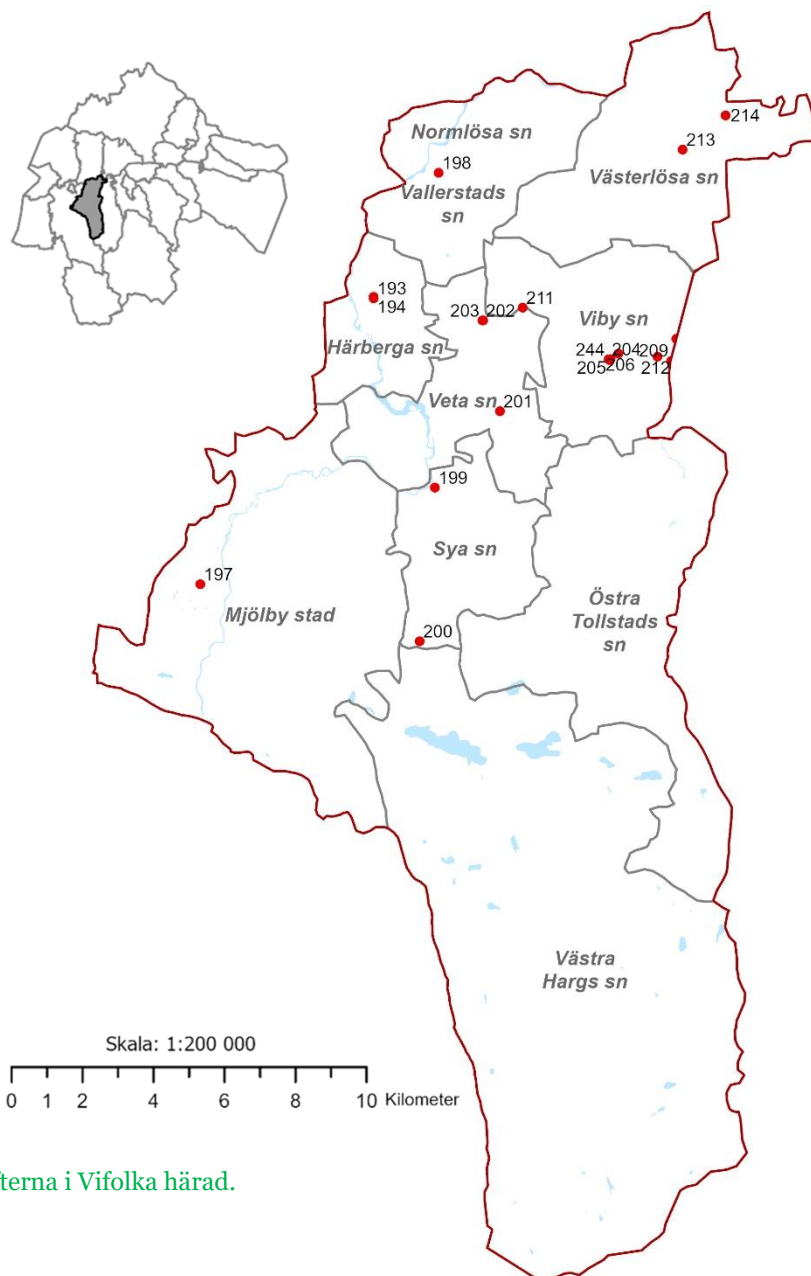 214
Normlösa sn
213
198
Västerlösa sn
Vallerstads
sn
193
194
211
203 202
Viby sn
Härberga sn
244 204 209
205 206 212
Veta sn
201
199
Sya sn
197
Mjölby stad
Östra
Tollstads
sn
200
Västra
Hargs sn
Skala: 1:200 000
0 1 2 4 6 8 10 Kilometer
terna i Vifolka härad.